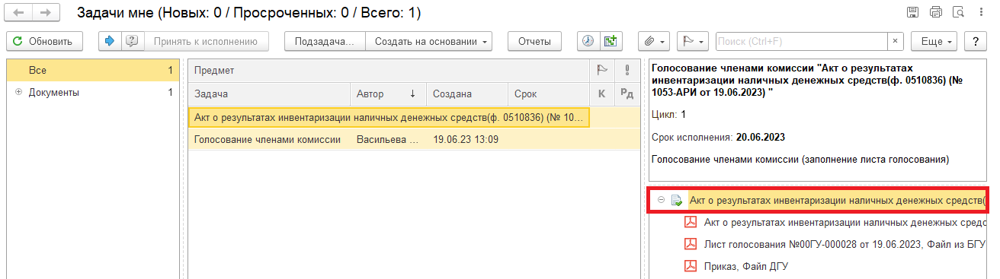 Задачи мне (Новых: 0 / Просроченных: 0 / Всего: 1)
Обновить
Принять к исполнению
Подзадача...
Создать на основании
Отчеты
Поиск (Ctrl+F)
×
Еще
?
Все 1
Документы 1
Предмет
Задача Автор ↓ Создана Срок К Рд
Акт о результатах инвентаризации наличных денежных средств(ф. 0510836) (№ 10...
Голосование членами комиссии Васильева ... 19.06.23 13:09
Голосование членами комиссии "Акт о результатах
инвентаризации наличных денежных средств(ф. 0510836) (№
1053-АРИ от 19.06.2023) "
Цикл: 1
Срок исполнения: 20.06.2023
Голосование членами комиссии (заполнение листа голосования)
Акт о результатах инвентаризации наличных денежных средств(
Акт о результатах инвентаризации наличных денежных средс
Лист голосования №00ГУ-000028 от 19.06.2023, Файл из БГУ
Приказ, Файл ДГУ